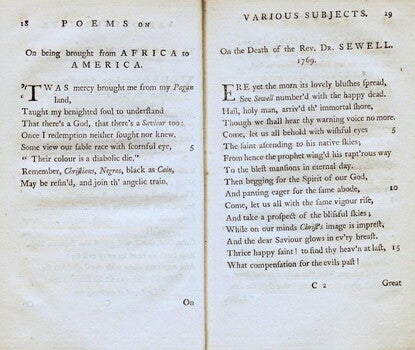 18 POEMS ON
On being brought from AFRICA to
AMERICA.
'TWAS mercy brought me from my Pagan
land,
Taught my benighted soul to understand
That there's a God, that there's a Saviour too:
Once I redemption neither sought nor knew.
Some view our sable race with scornful eye, 5
"Their colour is a diabolic die."
Remember, Christians, Negros, black as Cain,
May be refin'd, and join th' angelic train.
On
VARIOUS SUBJECTS. 19
On the Death of the Rev. DR. SEWELL.
1769.
ERE yet the morn its lovely blushes spread,
See Sewell number'd with the happy dead.
Hail, holy man, arriv'd th' immortal shore,
Though we shall hear thy warning voice no more.
Come, let us all behold with wishful eyes 5
The saint ascending to his native skies;
From hence the prophet wing'd his rapt'rous way
To the blest mansions in eternal day.
Then begging for the Spirit of our God,
And panting eager for the same abode, 10
Come, let us all with the same vigour rise,
And take a prospect of the blissful skies;
While on our minds Christ's image is imprest,
And the dear Saviour glows in ev'ry breast.
Thrice happy saint! to find thy heav'n at last, 15
What compensation for the evils past!
C 2 Great